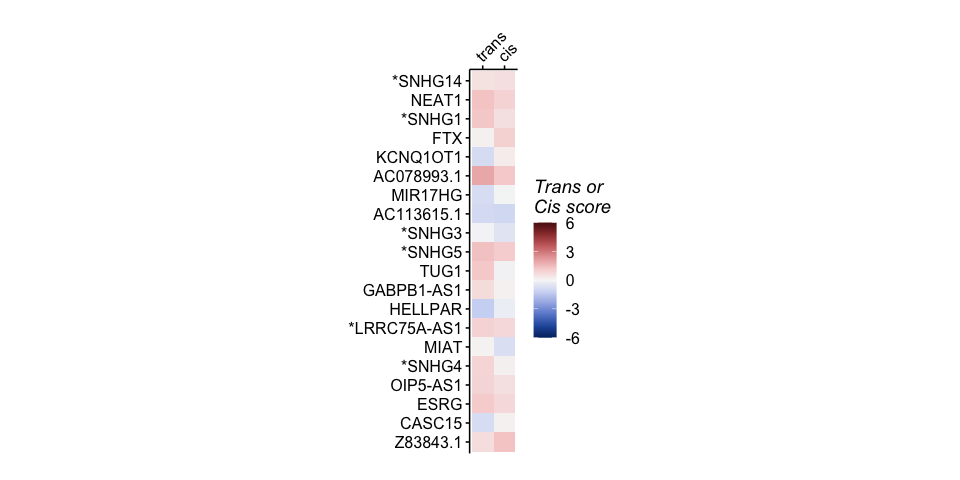 trans
cis
*SNHG14
NEAT1
*SNHG1
FTX
KCNQ1OT1
AC078993.1
MIR17HG
AC113615.1
*SNHG3
*SNHG5
TUG1
GABPB1-AS1
HELLPAR
*LRRC75A-AS1
MIAT
*SNHG4
OIP5-AS1
ESRG
CASC15
Z83843.1
Trans or
Cis score
6
3
0
-3
-6